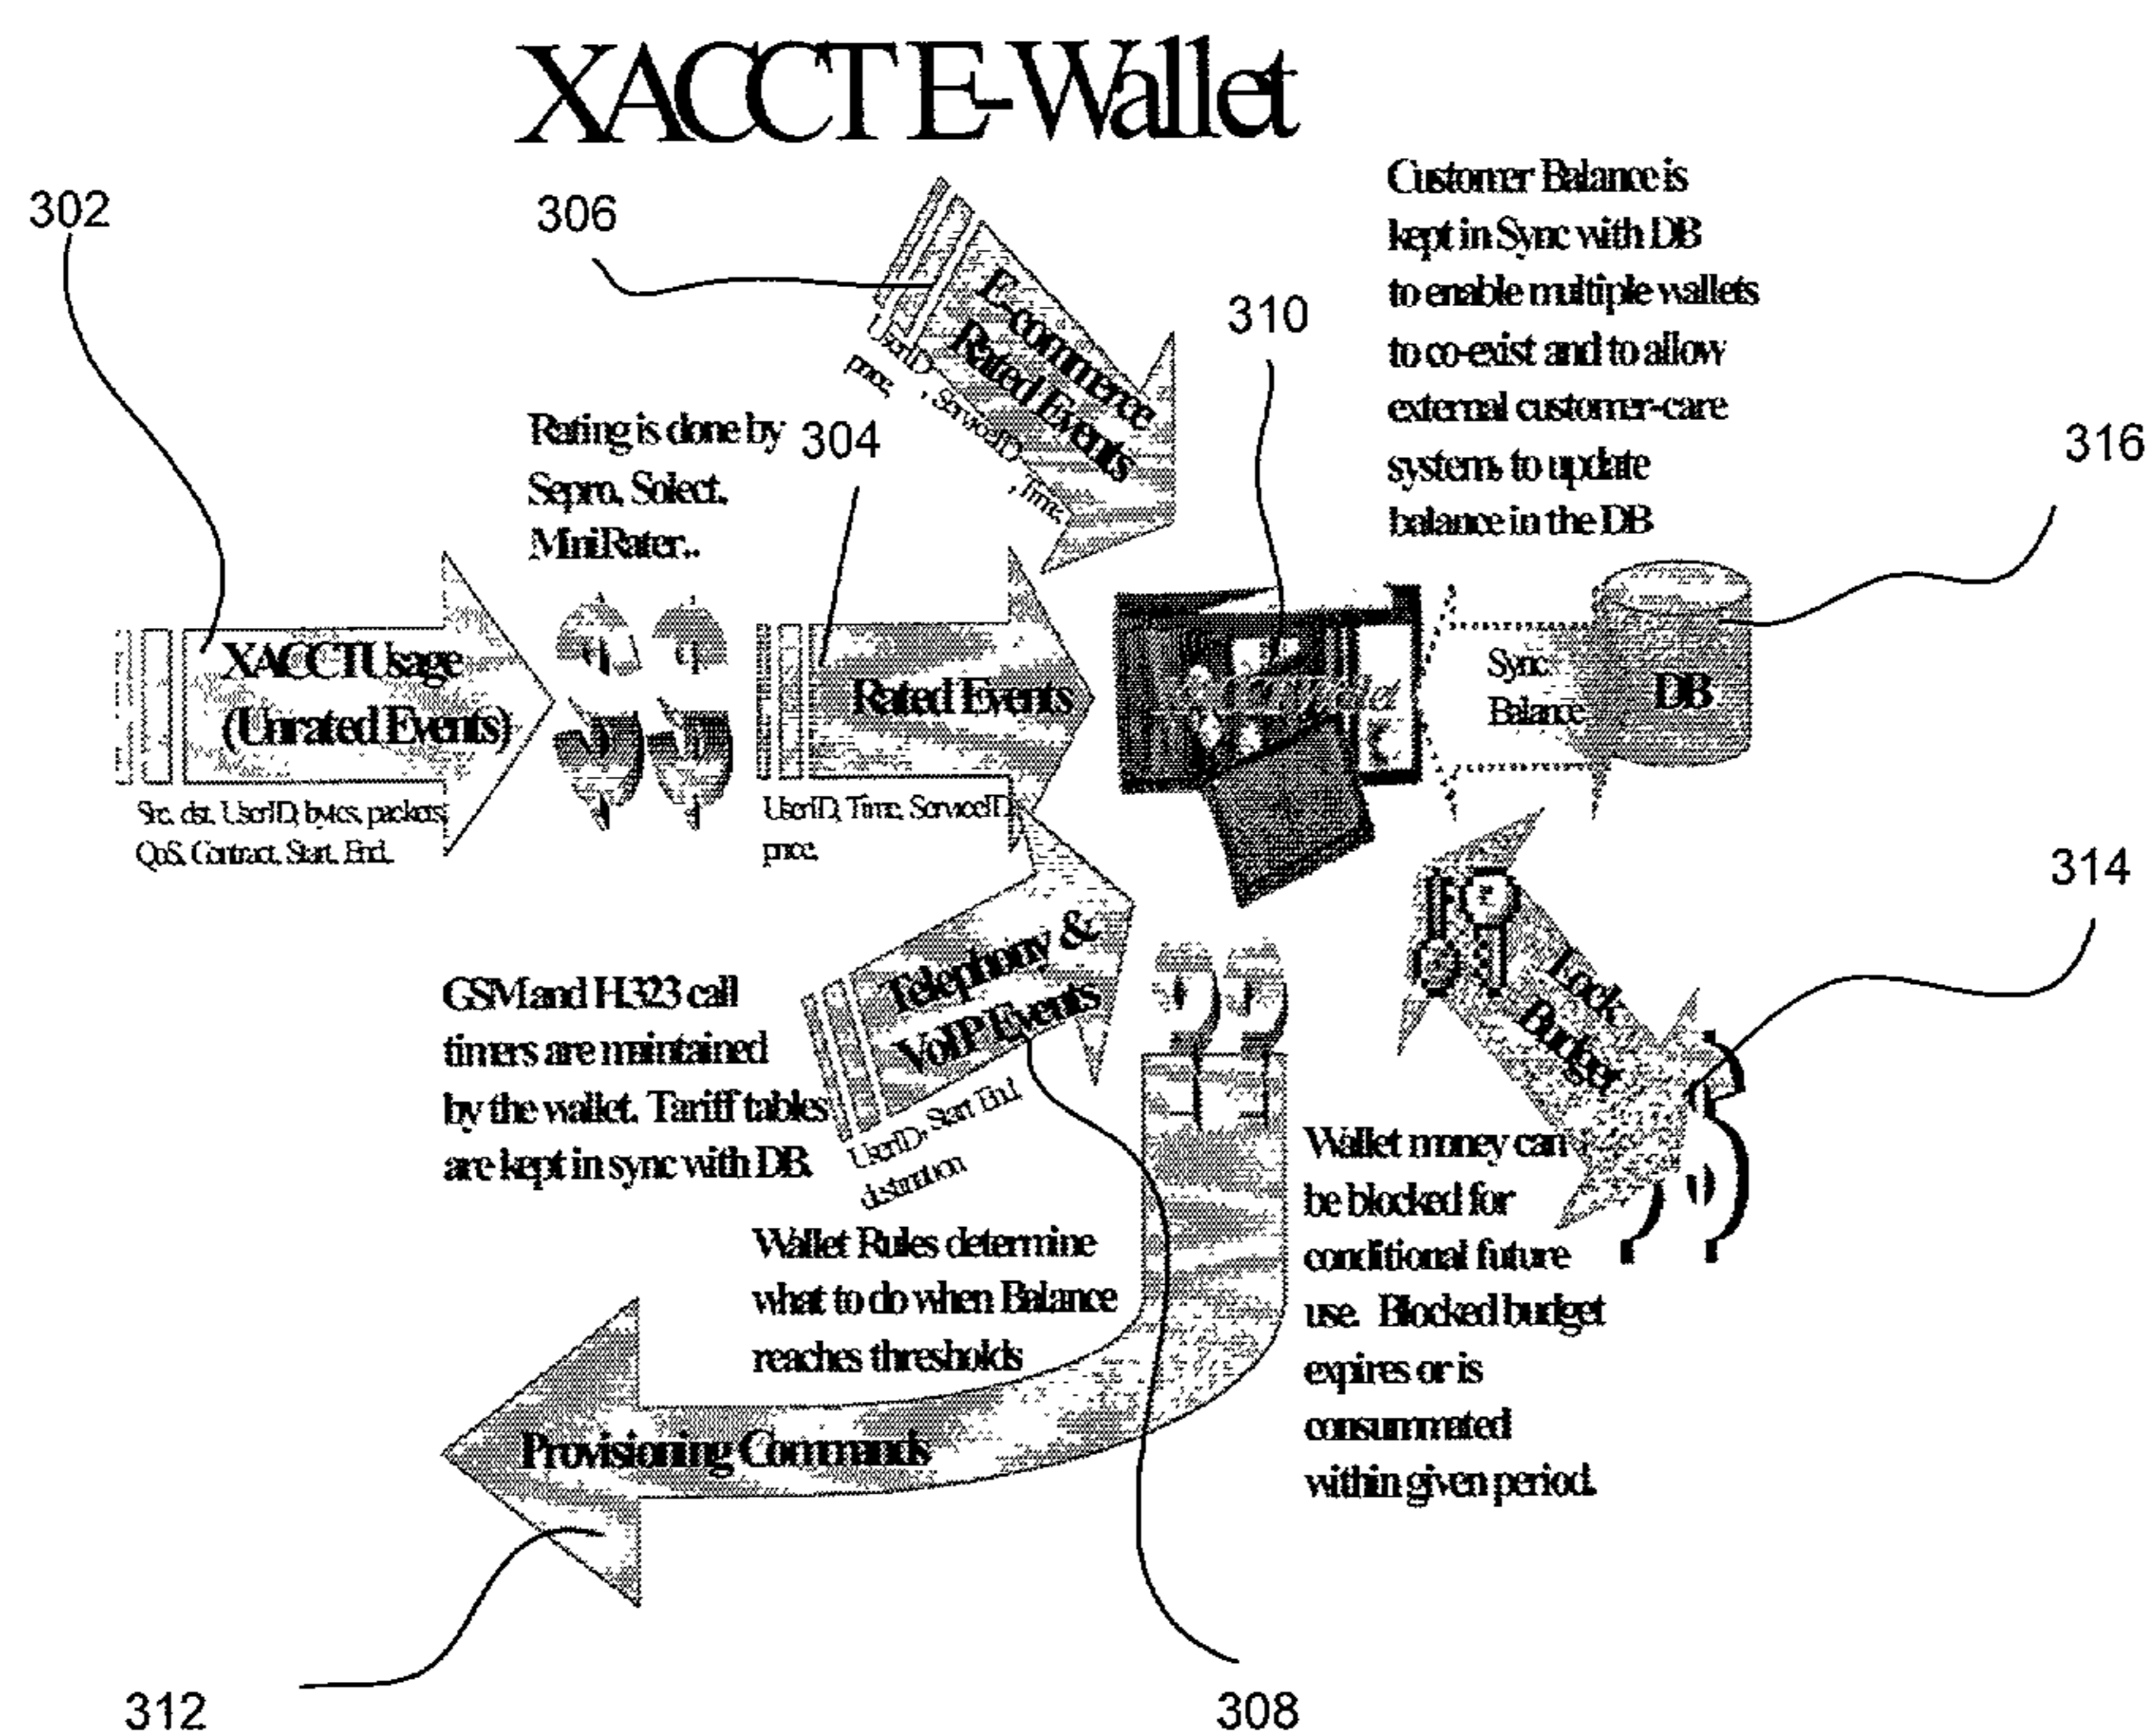 XACCT E-Wallet
302
306
E-commerce
Rated Events
UserID, ServiceID, Time,
price,
310
Customer Balance is
kept in Sync with DB
to enable multiple wallets
to co-exist and to allow
external customer-care
systems to update
balance in the DB
316
Rating is done by
Sepro, Solect,
MiniRater..
304
XACCT Usage
(Unrated Events)
Src, dst, UserID, bytes, packers,
QoS, Contract, Start, End..
Rated Events
UserID, Time, ServiceID,
price,
Sync
Balance
DB
314
Lock
Budget
Telephony &
VoIP Events
UserID, Start End,
destination
GSM and H.323 call
timers are maintained
by the wallet. Tariff tables
are kept in sync with DB.
Wallet Rules determine
what to do when Balance
reaches thresholds
Wallet money can
be blocked for
conditional future
use. Blocked budget
expires or is
consummated
within given period.
Provisioning Commands
312
308